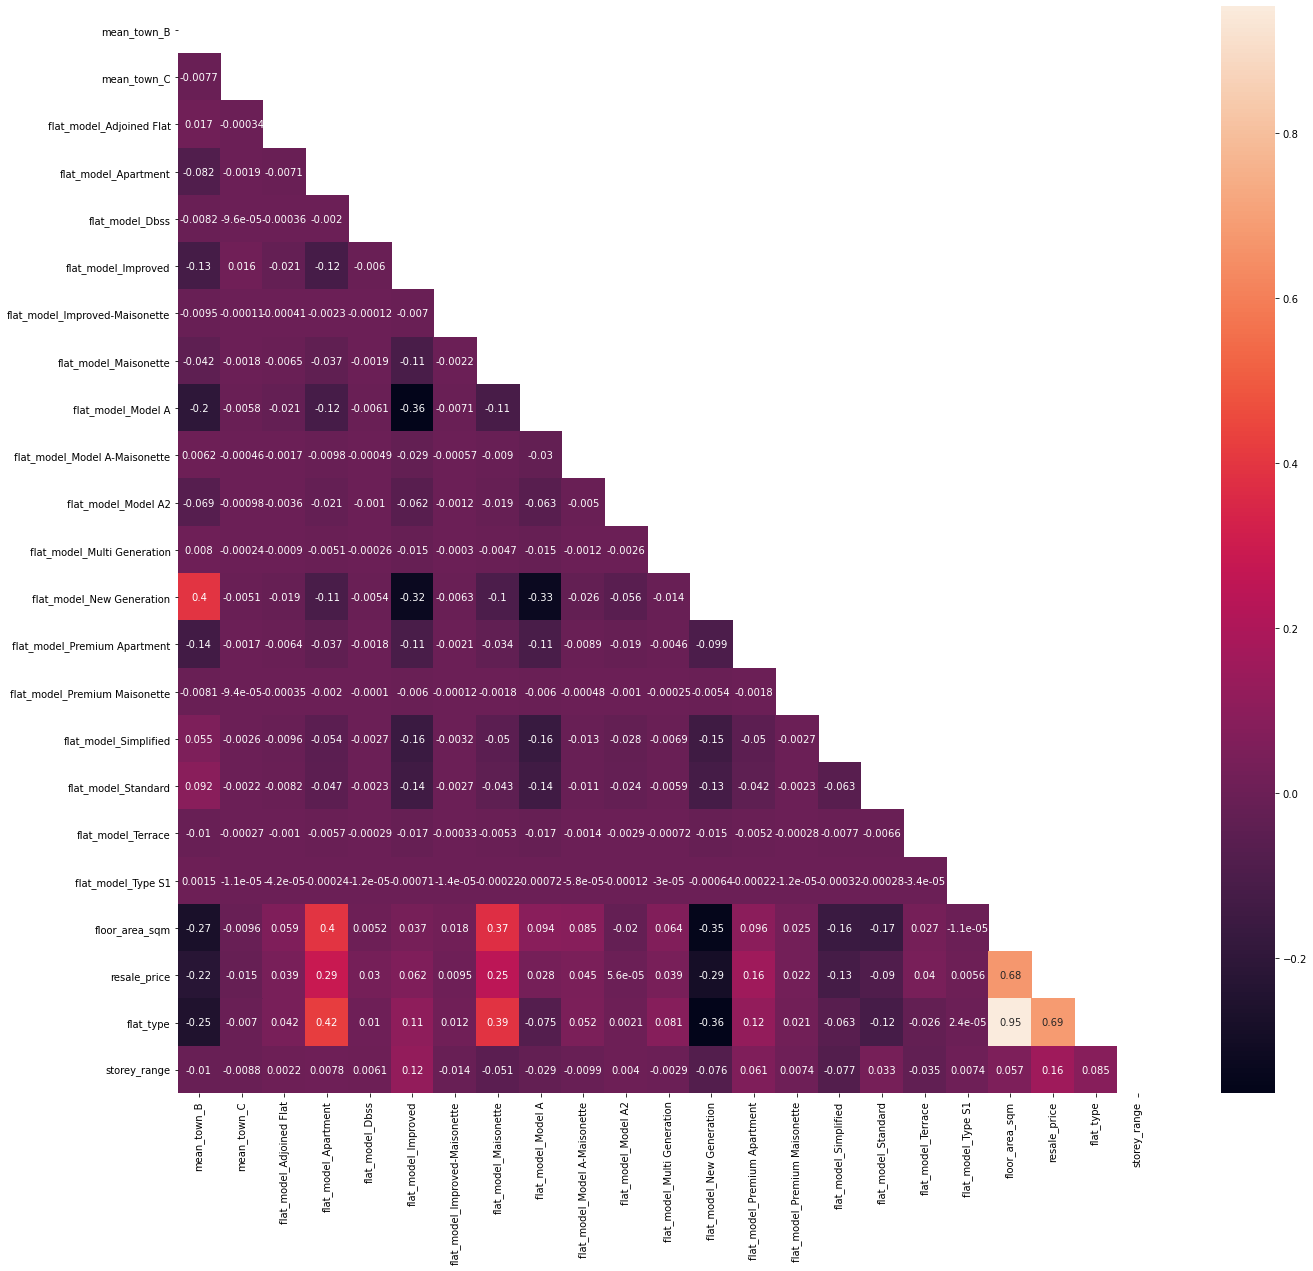 mean_town_B
mean_town_C -0.0077
flat_model_Adjoined Flat 0.017 -0.00034
flat_model_Apartment -0.082 -0.0019 -0.0071
flat_model_Dbss -0.0082 -9.6e-05 -0.00036 -0.002
flat_model_Improved -0.13 0.016 -0.021 -0.12 -0.006
flat_model_Improved-Maisonette -0.0095 -0.00011 -0.00041 -0.0023 -0.00012 -0.007
flat_model_Maisonette -0.042 -0.0018 -0.0065 -0.037 -0.0019 -0.11 -0.0022
flat_model_Model A -0.2 -0.0058 -0.021 -0.12 -0.0061 -0.36 -0.0071 -0.11
flat_model_Model A-Maisonette 0.0062 -0.00046 -0.0017 -0.0098 -0.00049 -0.029 -0.00057 -0.009 -0.03
flat_model_Model A2 -0.069 -0.00098 -0.0036 -0.021 -0.001 -0.062 -0.0012 -0.019 -0.063 -0.005
flat_model_Multi Generation 0.008 -0.00024 -0.0009 -0.0051 -0.00026 -0.015 -0.0003 -0.0047 -0.015 -0.0012 -0.0026
flat_model_New Generation 0.4 -0.0051 -0.019 -0.11 -0.0054 -0.32 -0.0063 -0.1 -0.33 -0.026 -0.056 -0.014
flat_model_Premium Apartment -0.14 -0.0017 -0.0064 -0.037 -0.0018 -0.11 -0.0021 -0.034 -0.11 -0.0089 -0.019 -0.0046 -0.099
flat_model_Premium Maisonette -0.0081 -9.4e-05 -0.00035 -0.002 -0.0001 -0.006 -0.00012 -0.0018 -0.006 -0.00048 -0.001 -0.00025 -0.0054 -0.0018
flat_model_Simplified 0.055 -0.0026 -0.0096 -0.054 -0.0027 -0.16 -0.0032 -0.05 -0.16 -0.013 -0.028 -0.0069 -0.15 -0.05 -0.0027
flat_model_Standard 0.092 -0.0022 -0.0082 -0.047 -0.0023 -0.14 -0.0027 -0.043 -0.14 -0.011 -0.024 -0.0059 -0.13 -0.042 -0.0023 -0.063
flat_model_Terrace -0.01 -0.00027 -0.001 -0.0057 -0.00029 -0.017 -0.00033 -0.0053 -0.017 -0.0014 -0.0029 -0.00072 -0.015 -0.0052 -0.00028 -0.0077 -0.0066
flat_model_Type S1 0.0015 -1.1e-05 -4.2e-05 -0.00024 -1.2e-05 -0.00071 -1.4e-05 -0.00022 -0.00072 -5.8e-05 -0.00012 -3e-05 -0.00064 -0.00022 -1.2e-05 -0.00032 -0.00028 -3.4e-05
floor_area_sqm -0.27 -0.0096 0.059 0.4 0.0052 0.037 0.018 0.37 0.094 0.085 -0.02 0.064 -0.35 0.096 0.025 -0.16 -0.17 0.027 -1.1e-05
resale_price -0.22 -0.015 0.039 0.29 0.03 0.062 0.0095 0.25 0.028 0.045 5.6e-05 0.039 -0.29 0.16 0.022 -0.13 -0.09 0.04 0.0056 0.68
flat_type -0.25 -0.007 0.042 0.42 0.01 0.11 0.012 0.39 -0.075 0.052 0.0021 0.081 -0.36 0.12 0.021 -0.063 -0.12 -0.026 2.4e-05 0.95 0.69
storey_range -0.01 -0.0088 0.0022 0.0078 0.0061 0.12 -0.014 -0.051 -0.029 -0.0099 0.004 -0.0029 -0.076 0.061 0.0074 -0.077 0.033 -0.035 0.0074 0.057 0.16 0.085
mean_town_B
mean_town_C
flat_model_Adjoined Flat
flat_model_Apartment
flat_model_Dbss
flat_model_Improved
flat_model_Improved-Maisonette
flat_model_Maisonette
flat_model_Model A
flat_model_Model A-Maisonette
flat_model_Model A2
flat_model_Multi Generation
flat_model_New Generation
flat_model_Premium Apartment
flat_model_Premium Maisonette
flat_model_Simplified
flat_model_Standard
flat_model_Terrace
flat_model_Type S1
floor_area_sqm
resale_price
flat_type
storey_range
0.8
0.6
0.4
0.2
0.0
−0.2